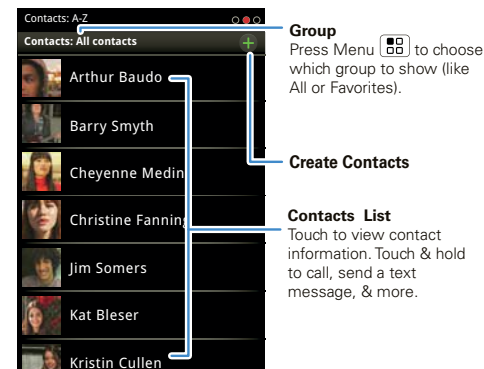 Contacts: A-Z
Contacts: All contacts
Arthur Baudo
Barry Smyth
Cheyenne Medin
Christine Fanning
Jim Somers
Kat Bleser
Kristin Cullen
Group
Press Menu to choose
which group to show (like
All or Favorites).
Create Contacts
Contacts List
Touch to view contact
information. Touch & hold
to call, send a text
message, & more.